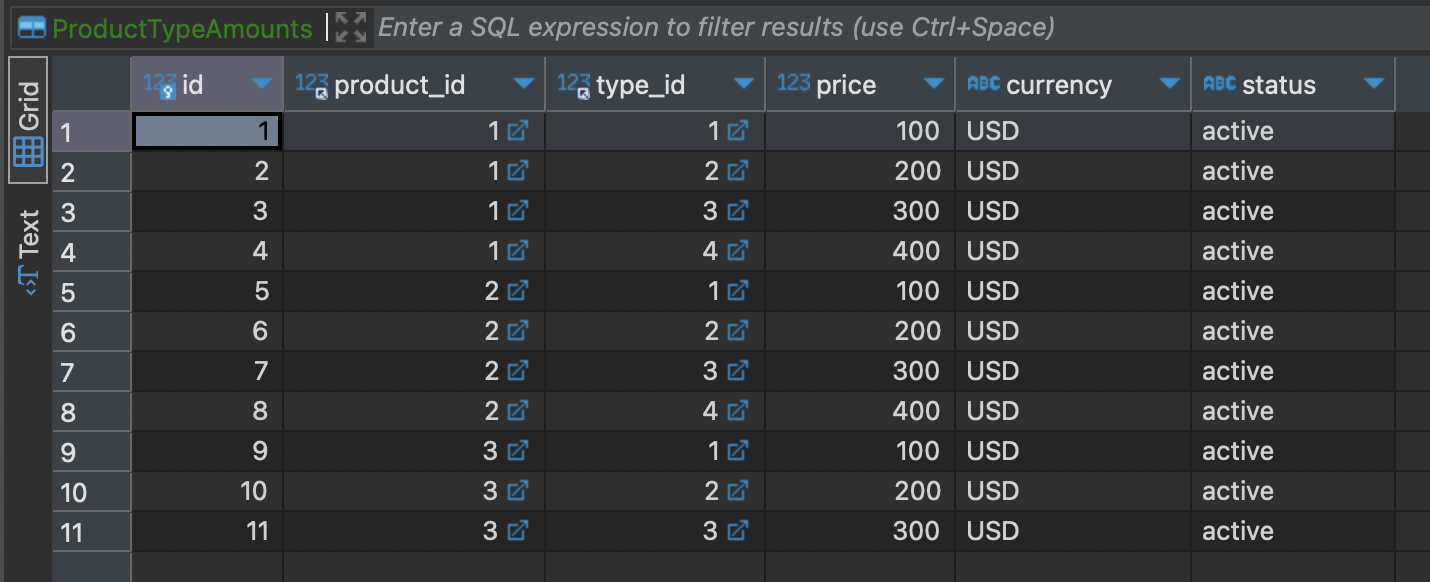 ProductTypeAmounts Enter a SQL expression to filter results (use Ctrl+Space)
Grid
Text
123 id 123 product_id 123 type_id 123 price ABC currency ABC status
1 1 1 1 100 USD active
2 2 1 2 200 USD active
3 3 1 3 300 USD active
4 4 1 4 400 USD active
5 5 2 1 100 USD active
6 6 2 2 200 USD active
7 7 2 3 300 USD active
8 8 2 4 400 USD active
9 9 3 1 100 USD active
10 10 3 2 200 USD active
11 11 3 3 300 USD active